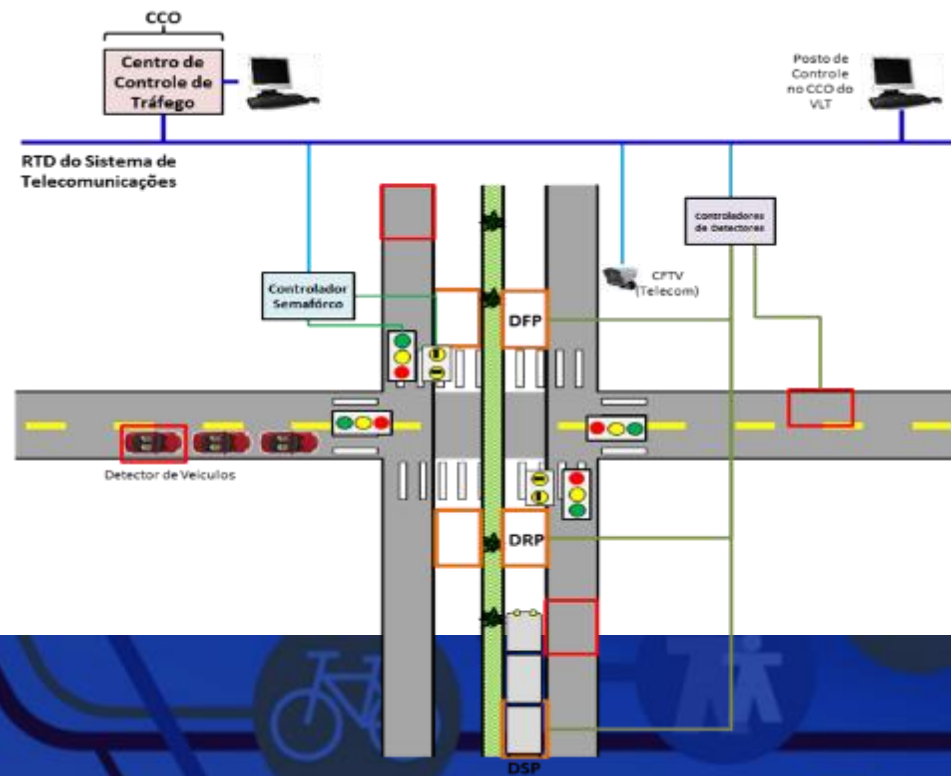 CCO
Centro de
Controle de
Tráfego
Posto de
Controle
no CCO do
VLT
RTD do Sistema de
Telecomunicações
Controladores
de Detectores
Controlador
Semafórco
CFTV
(Telecom)
DFP
Detector de Veículos
DRP
DSP